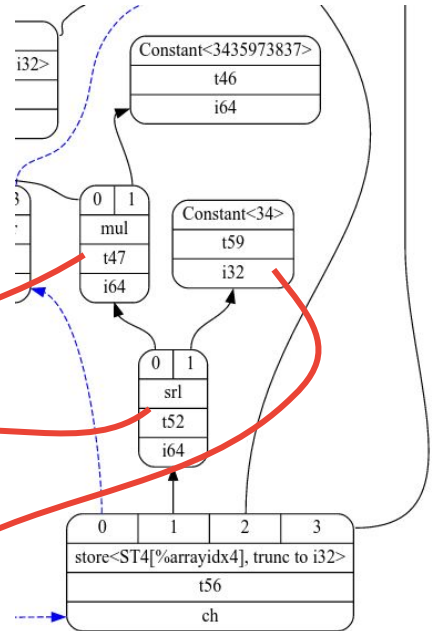 i32>
Constant<3435973837>
t46
i64
3
0 1
mul
t47
i64
Constant<34>
t59
i32
0 1
srl
t52
i64
0 1 2 3
store<ST4[%arrayidx4], trunc to i32>
t56
ch